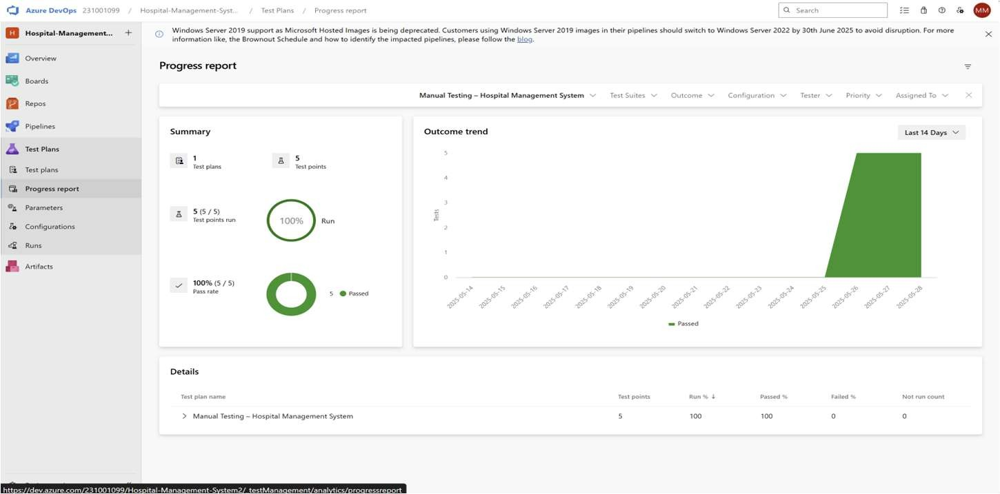 Azure DevOps 231001099 / Hospital-Management-Syst... / Test Plans / Progress report
Search
MM
H Hospital-Management... +
Windows Server 2019 support as Microsoft Hosted Images is being deprecated. Customers using Windows Server 2019 images in their pipelines should switch to Windows Server 2022 by 30th June 2025 to avoid disruption. For more
information like, the Brownout Schedule and how to identify the impacted pipelines, please follow the blog.
Overview
Boards
Repos
Pipelines
Test Plans
Test plans
Progress report
Parameters
Configurations
Runs
Artifacts
Progress report
Manual Testing – Hospital Management System Test Suites Outcome Configuration Tester Priority Assigned To
Summary
1
Test plans
5
Test points
5 (5 / 5)
Test points run
100% Run
100% (5 / 5)
Pass rate
5 Passed
Outcome trend
Last 14 Days
5
4
3
2
1
0
Tests
2025-05-14
2025-05-15
2025-05-16
2025-05-17
2025-05-18
2025-05-19
2025-05-20
2025-05-21
2025-05-22
2025-05-23
2025-05-24
2025-05-25
2025-05-26
2025-05-27
2025-05-28
Passed
Details
Test plan name Test points Run % ↓ Passed % Failed % Not run count
Manual Testing – Hospital Management System 5 100 100 0 0
https://dev.azure.com/231001099/Hospital-Management-System2/_testManagement/analytics/progressreport